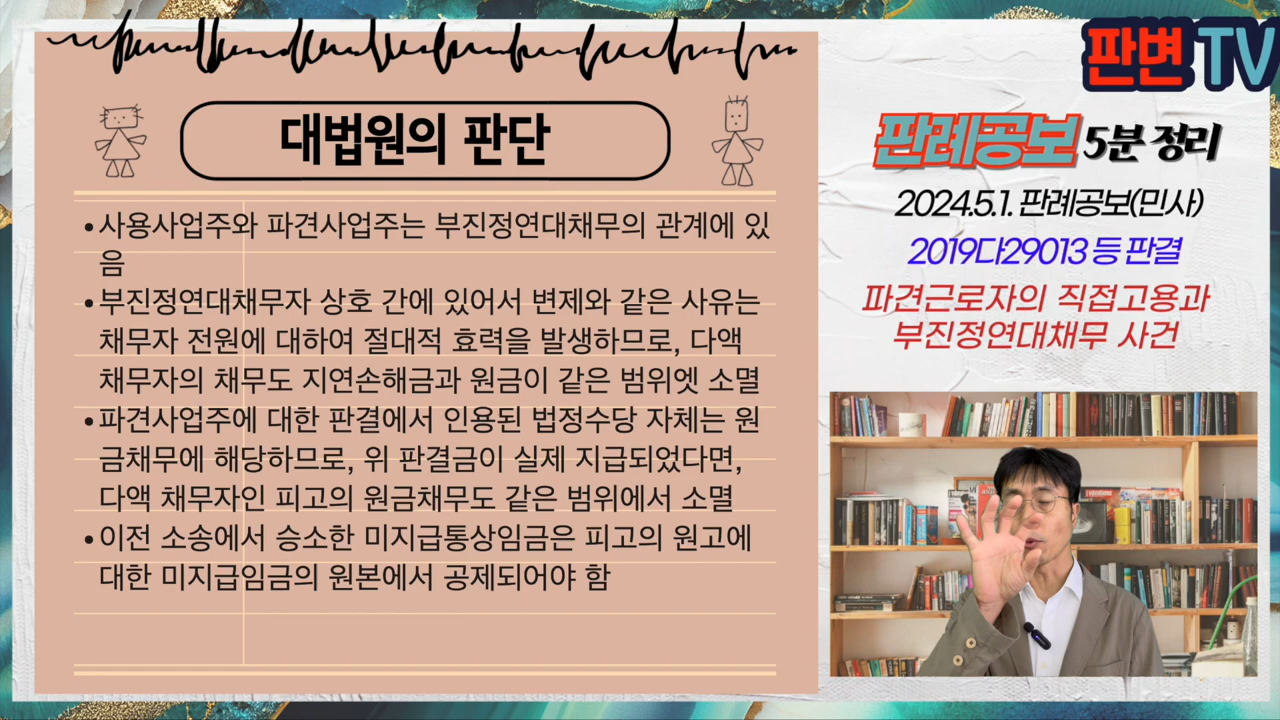 대법원의 판단
•사용사업주와 파견사업주는 부진정연대채무의 관계에 있
음
•부진정연대채무자 상호 간에 있어서 변제와 같은 사유는
채무자 전원에 대하여 절대적 효력을 발생하므로, 다액
채무자의 채무도 지연손해금과 원금이 같은 범위엣 소멸
•파견사업주에 대한 판결에서 인용된 법정수당 자체는 원
금채무에 해당하므로, 위 판결금이 실제 지급되었다면,
다액 채무자인 피고의 원금채무도 같은 범위에서 소멸
•이전 소송에서 승소한 미지급통상임금은 피고의 원고에
대한 미지급임금의 원본에서 공제되어야 함
판변 TV
판례공보 5분 정리
2024.5.1. 판례공보(민사)
2019다29013 등 판결
파견근로자의 직접고용과
부진정연대채무 사건